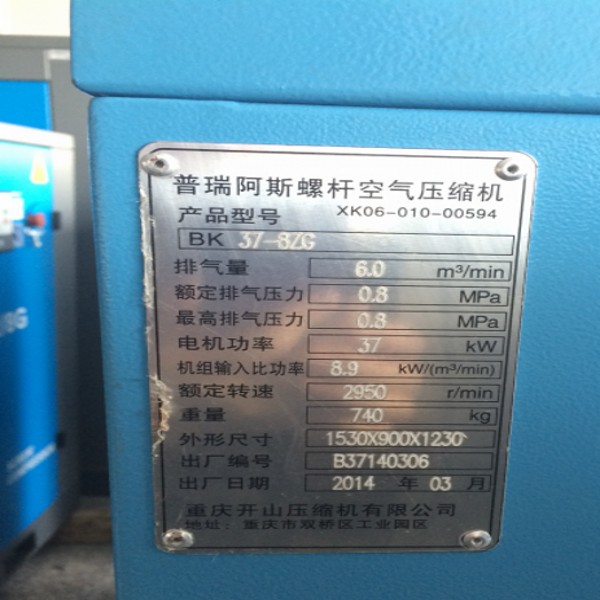 普瑞阿斯螺杆空气压缩机
产品型号 XK06-010-00594
BK 37-8ZG
排气量 6.0 m³/min
额定排气压力 0.8 MPa
最高排气压力 0.8 MPa
电机功率 37 kW
机组输入比功率 8.9 kW/(m³/min)
额定转速 2950 r/min
重量 740 kg
外形尺寸 1530X900X1230
出厂编号 B37140306
出厂日期 2014 年 03 月
重庆开山压缩机有限公司
地址：重庆市双桥区工业园区